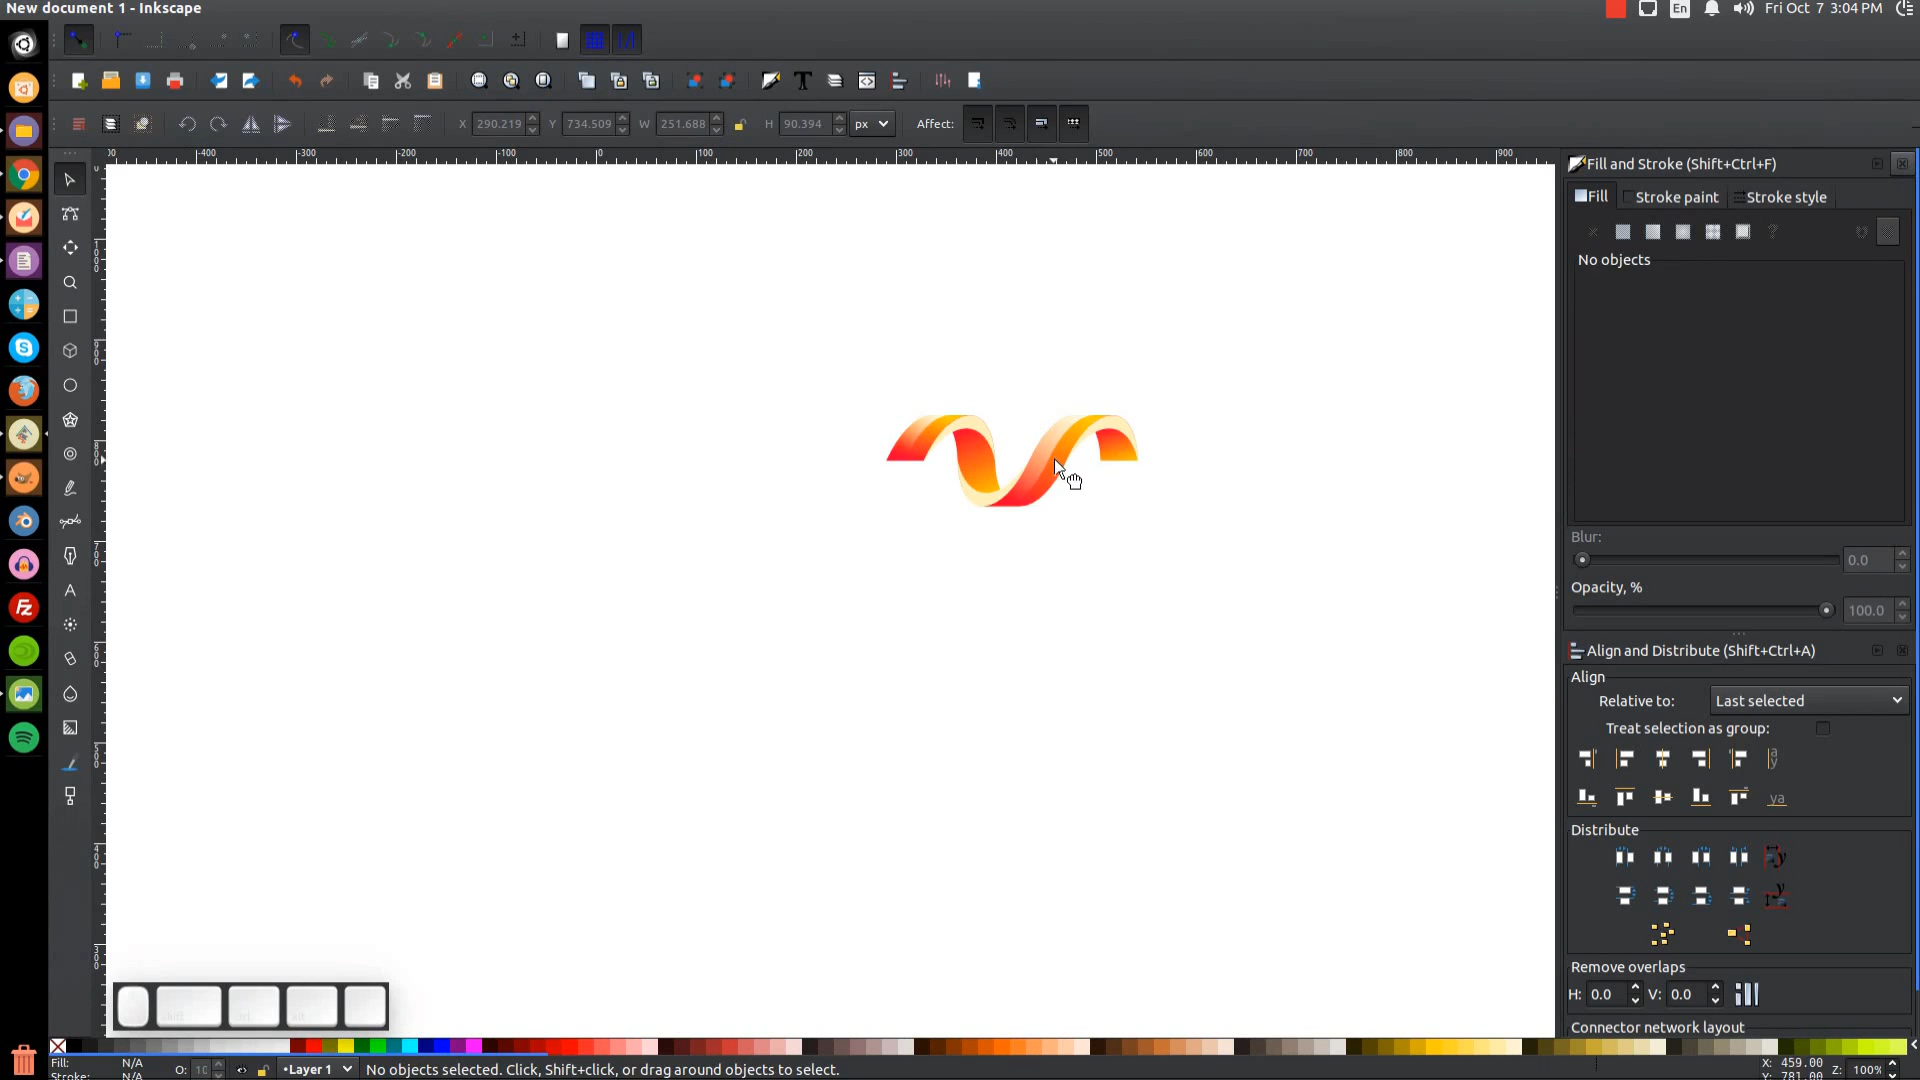 New document 1 - Inkscape
En
Fri Oct 7 3:04 PM
X 290.219 Y 734.509 W 251.688 H 90.394 px Affect:
-400 -300 -200 -100 0 100 200 300 400 500 600 700 800 900
Fill and Stroke (Shift+Ctrl+F)
Fill Stroke paint Stroke style
No objects
Blur:
0.0
Opacity, %
100.0
Align and Distribute (Shift+Ctrl+A)
Align
Relative to: Last selected
Treat selection as group:
Distribute
Remove overlaps
H: 0.0 V: 0.0
Connector network layout
Fill: N/A
Stroke: N/A
O:
Layer 1
No objects selected. Click, Shift+click, or drag around objects to select.
X: 459.00
Y: 781.00
Z: 100%